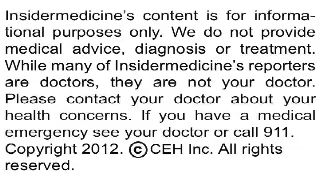 Insidermedicine's content is for informa-
tional purposes only. We do not provide
medical advice, diagnosis or treatment.
While many of Insidermedicine's reporters
are doctors, they are not your doctor.
Please contact your doctor about your
health concerns. If you have a medical
emergency see your doctor or call 911.
Copyright 2012. ©CEH Inc. All rights
reserved.